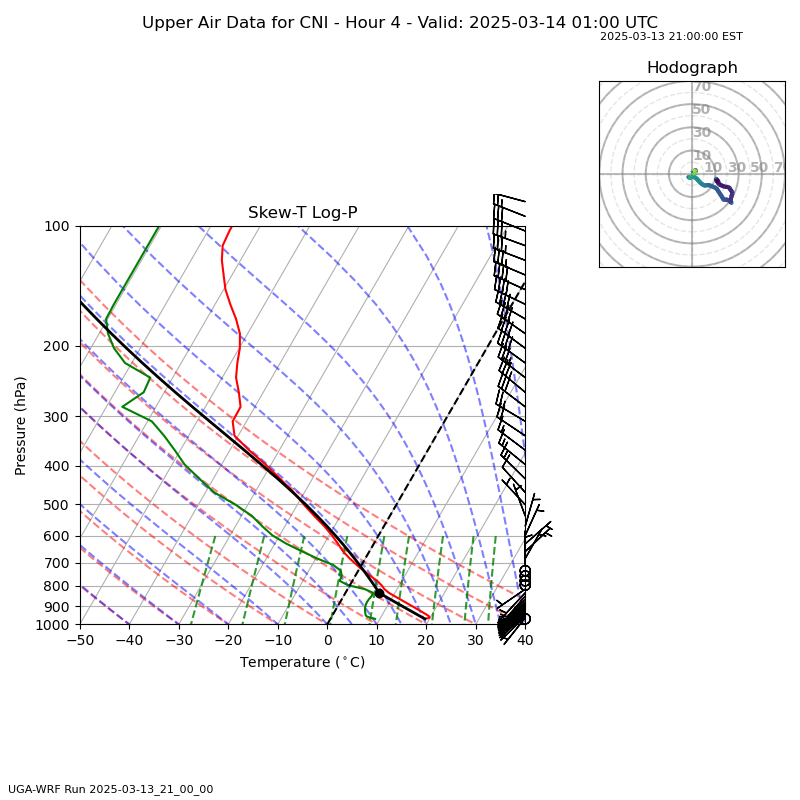 Upper Air Data for CNI - Hour 4 - Valid: 2025-03-14 01:00 UTC
2025-03-13 21:00:00 EST
Hodograph
70
50
30
10
10 30 50 7
Skew-T Log-P
100
200
300
400
500
600
700
800
900
1000
Pressure (hPa)
−50 −40 −30 −20 −10 0 10 20 30 40
Temperature (°C)
UGA-WRF Run 2025-03-13_21_00_00